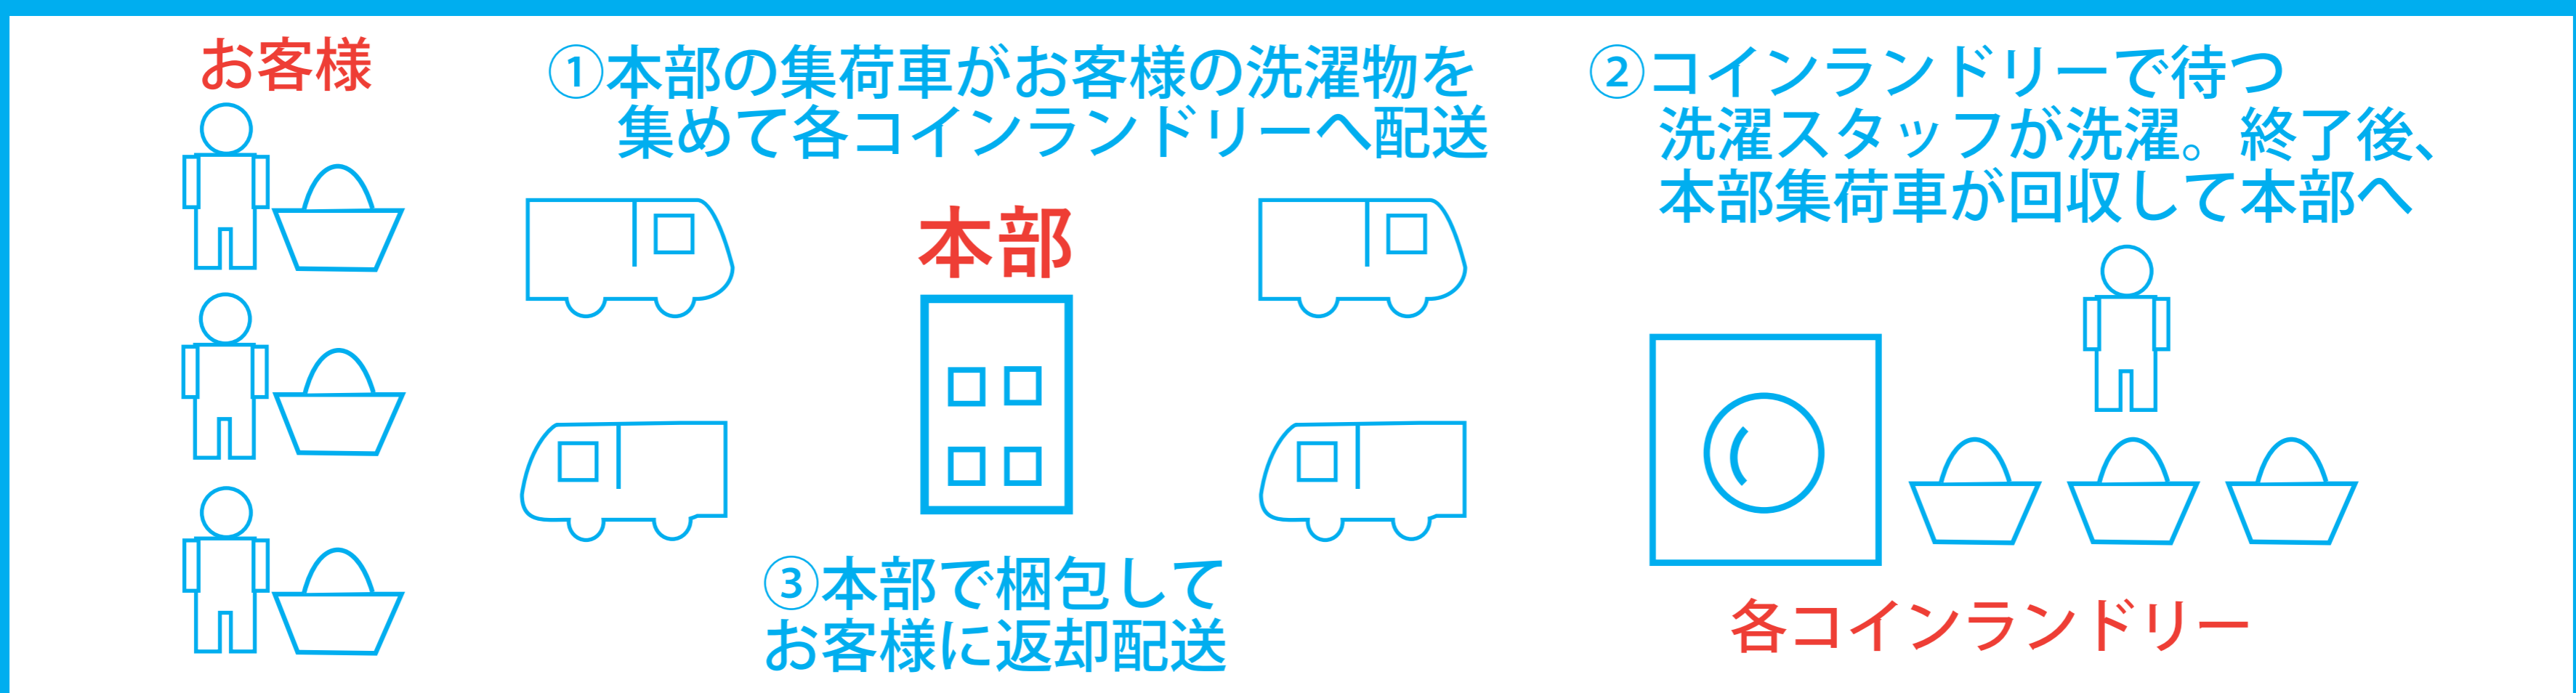 お客様
①本部の集荷車がお客様の洗濯物を
集めて各コインランドリーへ配送
②コインランドリーで待つ
洗濯スタッフが洗濯。終了後、
本部集荷車が回収して本部へ
本部
③本部で梱包して
お客様に返却配送
各コインランドリー